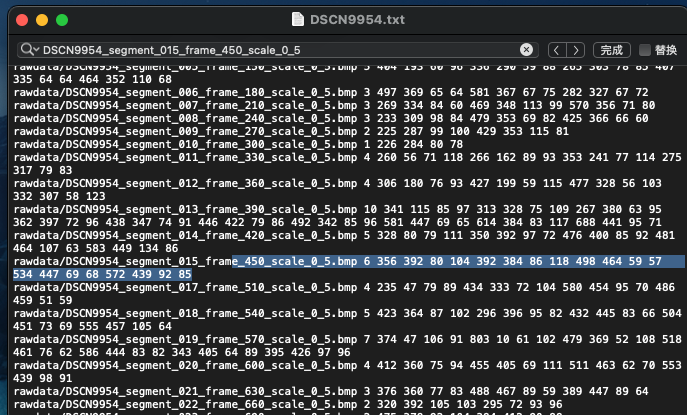 DSCN9954.txt
DSCN9954_segment_015_frame_450_scale_0_5
完成
替换
rawdata/DSCN9954_segment_005_frame_150_scale_0_5.bmp 5 404 193 60 96 336 290 59 88 265 303 78 83 407
335 64 64 464 352 110 68
rawdata/DSCN9954_segment_006_frame_180_scale_0_5.bmp 3 497 369 65 64 581 367 67 75 282 327 67 72
rawdata/DSCN9954_segment_007_frame_210_scale_0_5.bmp 3 269 334 84 60 469 348 113 99 570 356 71 80
rawdata/DSCN9954_segment_008_frame_240_scale_0_5.bmp 3 233 309 98 84 479 353 69 82 425 366 66 60
rawdata/DSCN9954_segment_009_frame_270_scale_0_5.bmp 2 225 287 99 100 429 353 115 81
rawdata/DSCN9954_segment_010_frame_300_scale_0_5.bmp 1 226 284 80 78
rawdata/DSCN9954_segment_011_frame_330_scale_0_5.bmp 4 260 56 71 118 266 162 89 93 353 241 77 114 275
317 79 83
rawdata/DSCN9954_segment_012_frame_360_scale_0_5.bmp 4 306 180 76 93 427 199 59 115 477 328 56 103
332 307 58 123
rawdata/DSCN9954_segment_013_frame_390_scale_0_5.bmp 10 341 115 85 97 313 328 75 109 267 380 63 95
362 397 72 96 438 347 74 91 446 422 79 86 492 342 85 96 581 447 69 65 614 384 83 117 688 441 95 71
rawdata/DSCN9954_segment_014_frame_420_scale_0_5.bmp 5 328 80 79 111 350 392 97 72 476 400 85 92 481
464 107 63 583 449 134 86
rawdata/DSCN9954_segment_015_frame_450_scale_0_5.bmp 6 356 392 80 104 392 384 86 118 498 464 59 57
534 447 69 68 572 439 92 85
rawdata/DSCN9954_segment_017_frame_510_scale_0_5.bmp 4 235 47 79 89 434 333 72 104 580 454 95 70 486
459 51 59
rawdata/DSCN9954_segment_018_frame_540_scale_0_5.bmp 5 423 364 87 102 296 396 95 82 432 445 83 66 504
451 73 69 555 457 105 64
rawdata/DSCN9954_segment_019_frame_570_scale_0_5.bmp 7 374 47 106 91 803 10 61 102 479 369 52 108 518
461 76 62 586 444 83 82 343 405 64 89 395 426 97 96
rawdata/DSCN9954_segment_020_frame_600_scale_0_5.bmp 4 412 360 75 94 455 405 69 111 511 463 62 70 553
439 98 91
rawdata/DSCN9954_segment_021_frame_630_scale_0_5.bmp 3 376 360 77 83 488 467 89 59 389 447 89 64
rawdata/DSCN9954_segment_022_frame_660_scale_0_5.bmp 2 320 392 105 103 295 72 93 96